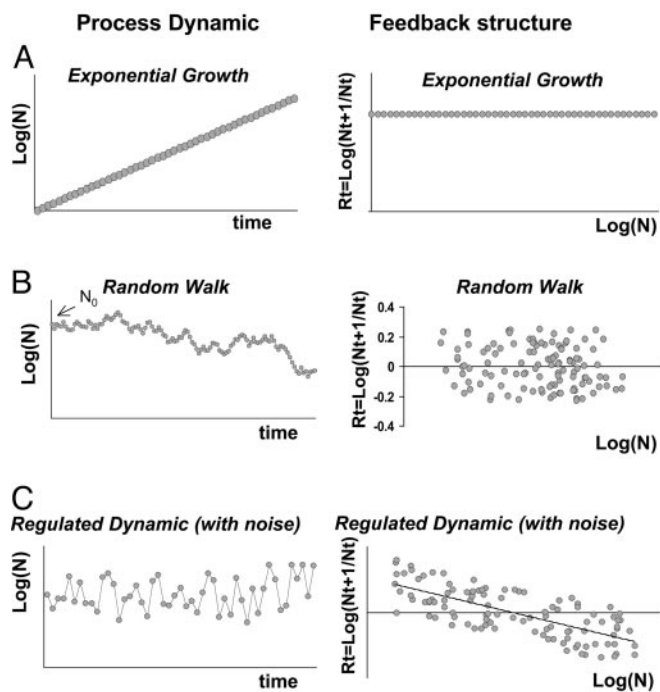 Process Dynamic
Feedback structure
A
Exponential Growth
Log(N)
time
Exponential Growth
Rt=Log(Nt+1/Nt)
Log(N)
B
Random Walk
N0
Log(N)
time
Random Walk
Rt=Log(Nt+1/Nt)
0.4
0.2
0
-0.2
-0.4
Log(N)
C
Regulated Dynamic (with noise)
Log(N)
time
Regulated Dynamic (with noise)
Rt=Log(Nt+1/Nt)
Log(N)